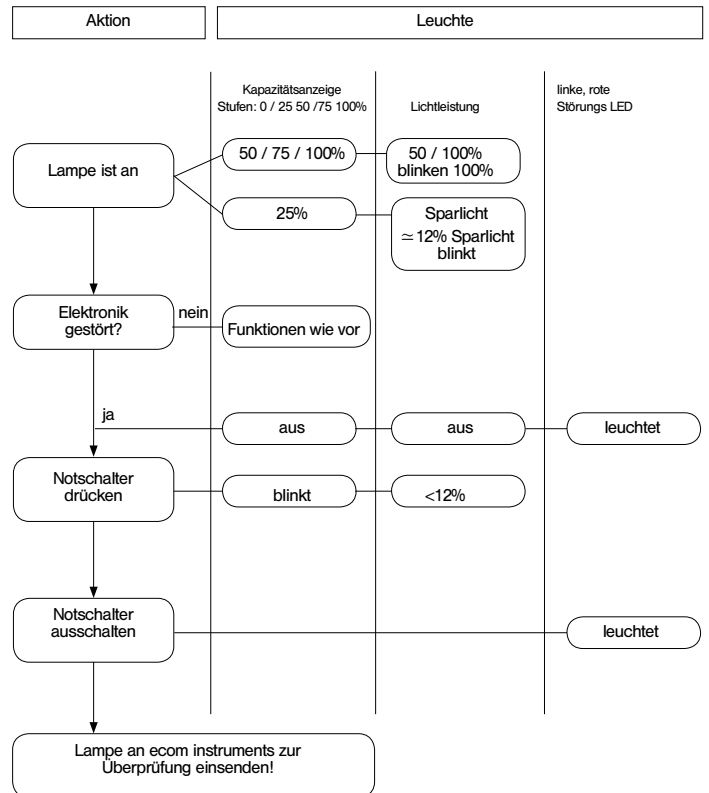 Aktion
Leuchte
Kapazitätsanzeige
Stufen: 0 / 25 50 /75 100%
Lichtleistung
linke, rote
Störungs LED
Lampe ist an
50 / 75 / 100%
50 / 100%
blinken 100%
25%
Sparlicht
≃12% Sparlicht
blinkt
Elektronik
gestört?
nein
Funktionen wie vor
ja
aus
aus
leuchtet
Notschalter
drücken
blinkt
<12%
Notschalter
ausschalten
leuchtet
Lampe an ecom instruments zur
Überprüfung einsenden!